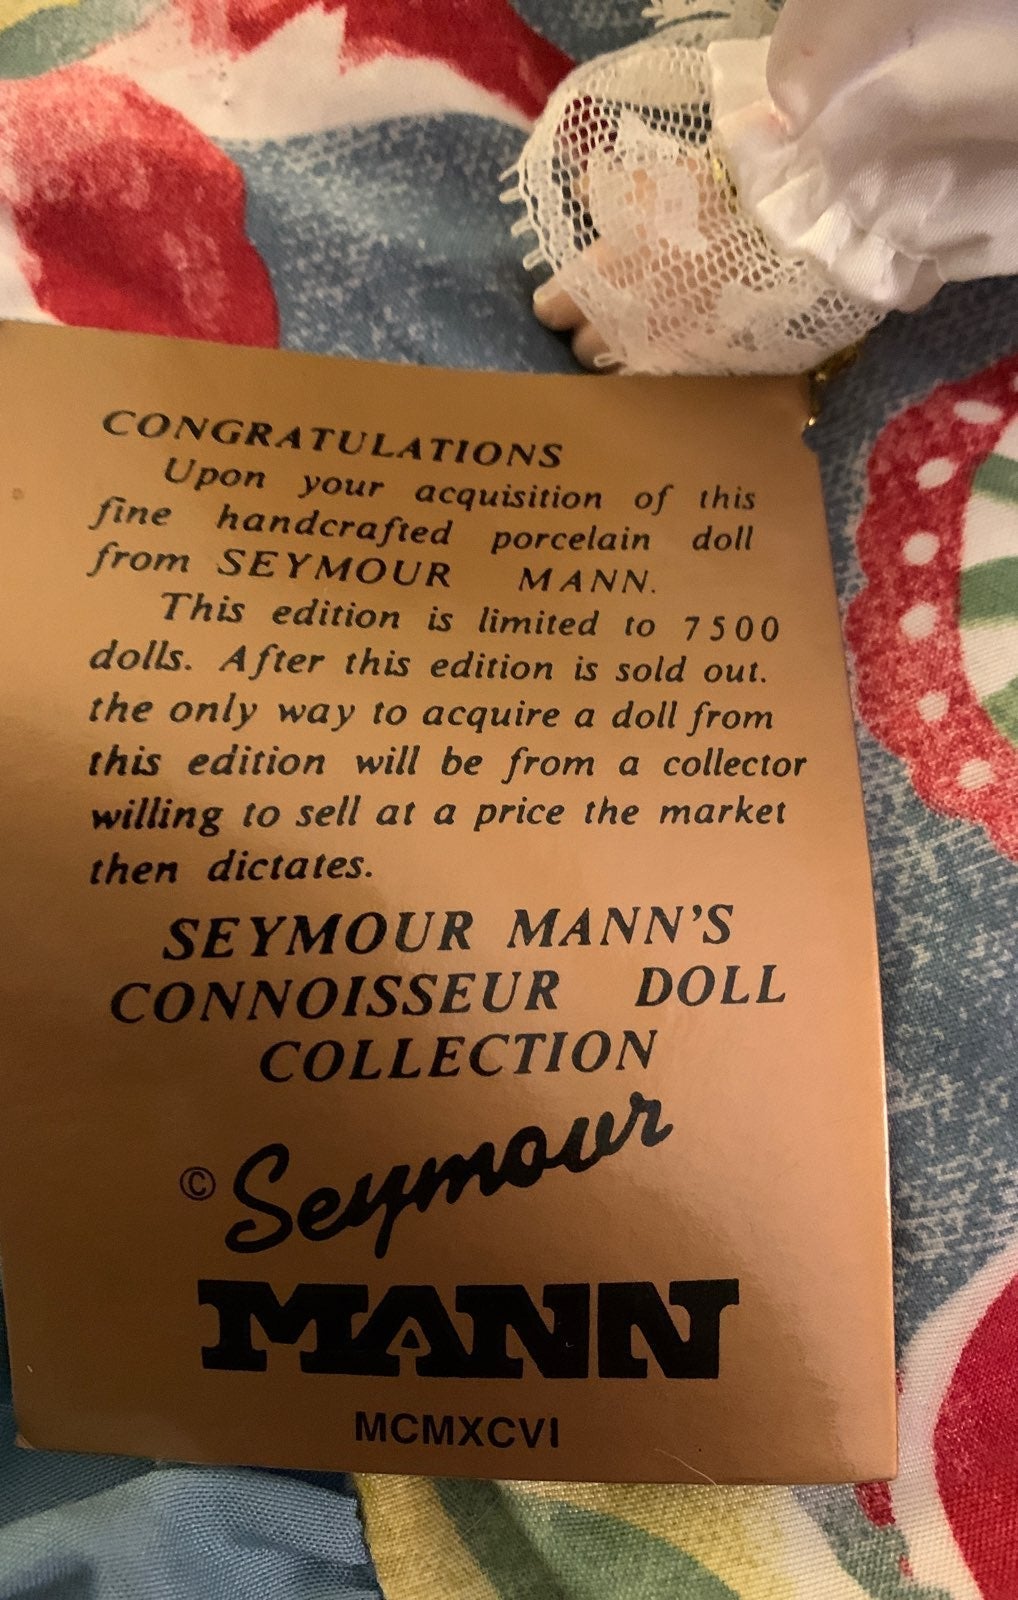 CONGRATULATIONS
Upon your acquisition of this
fine handcrafted porcelain doll
from SEYMOUR MANN.
This edition is limited to 7500
dolls. After this edition is sold out.
the only way to acquire a doll from
this edition will be from a collector
willing to sell at a price the market
then dictates.
SEYMOUR MANN'S
CONNOISSEUR DOLL
COLLECTION
© Seymour
MANN
MCMXCVI